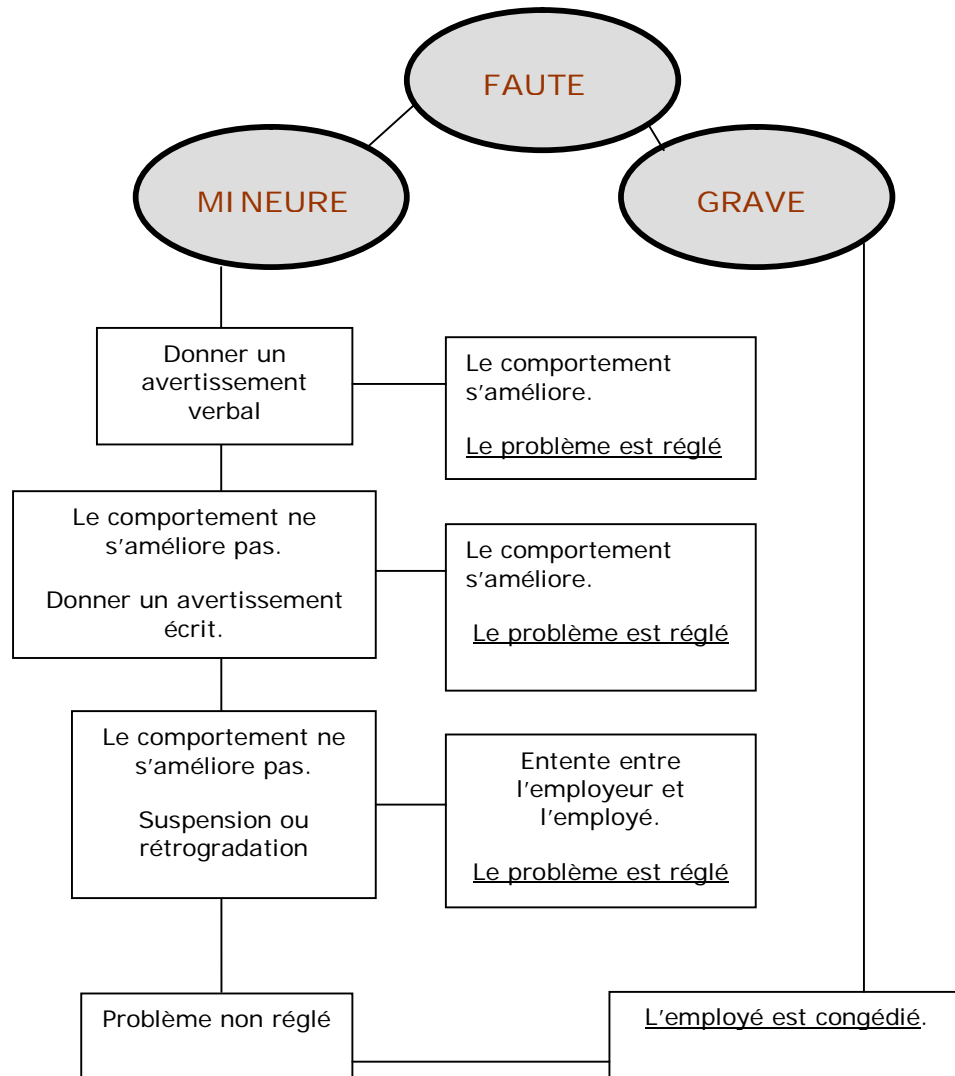 FAUTE
MINEURE
GRAVE
Donner un
avertissement
verbal
Le comportement
s'améliore.
Le problème est réglé
Le comportement ne
s'améliore pas.
Donner un avertissement
écrit.
Le comportement
s'améliore.
Le problème est réglé
Le comportement ne
s'améliore pas.
Suspension ou
rétrogradation
Entente entre
l'employeur et
l'employé.
Le problème est réglé
Problème non réglé
L'employé est congédié.